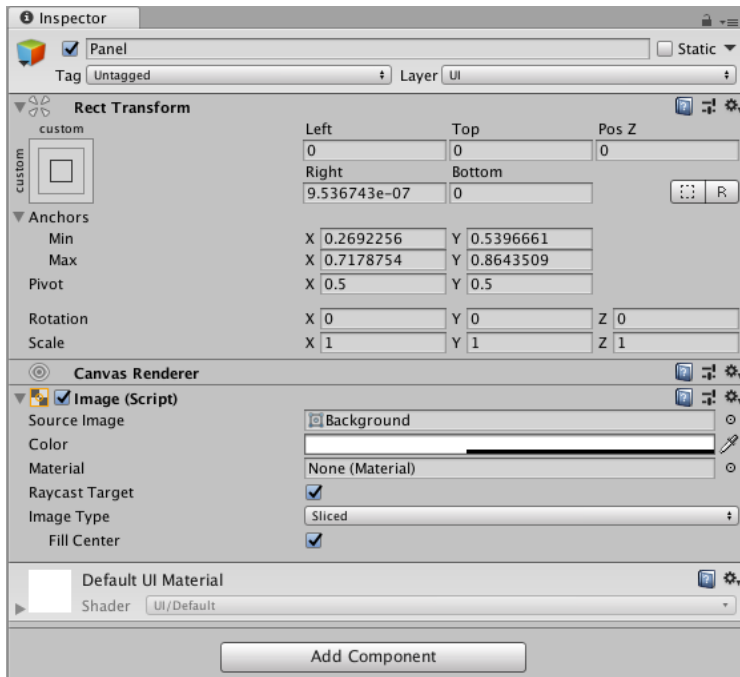 Inspector
Panel Static
Tag Untagged Layer UI
Rect Transform
custom Left Top Pos Z
custom
0 0 0
Right Bottom
9.536743e-07 0 R
Anchors
Min X 0.2692256 Y 0.5396661
Max X 0.7178754 Y 0.8643509
Pivot X 0.5 Y 0.5
Rotation X 0 Y 0 Z 0
Scale X 1 Y 1 Z 1
Canvas Renderer
Image (Script)
Source Image Background
Color
Material None (Material)
Raycast Target
Image Type Sliced
Fill Center
Default UI Material
Shader UI/Default
Add Component